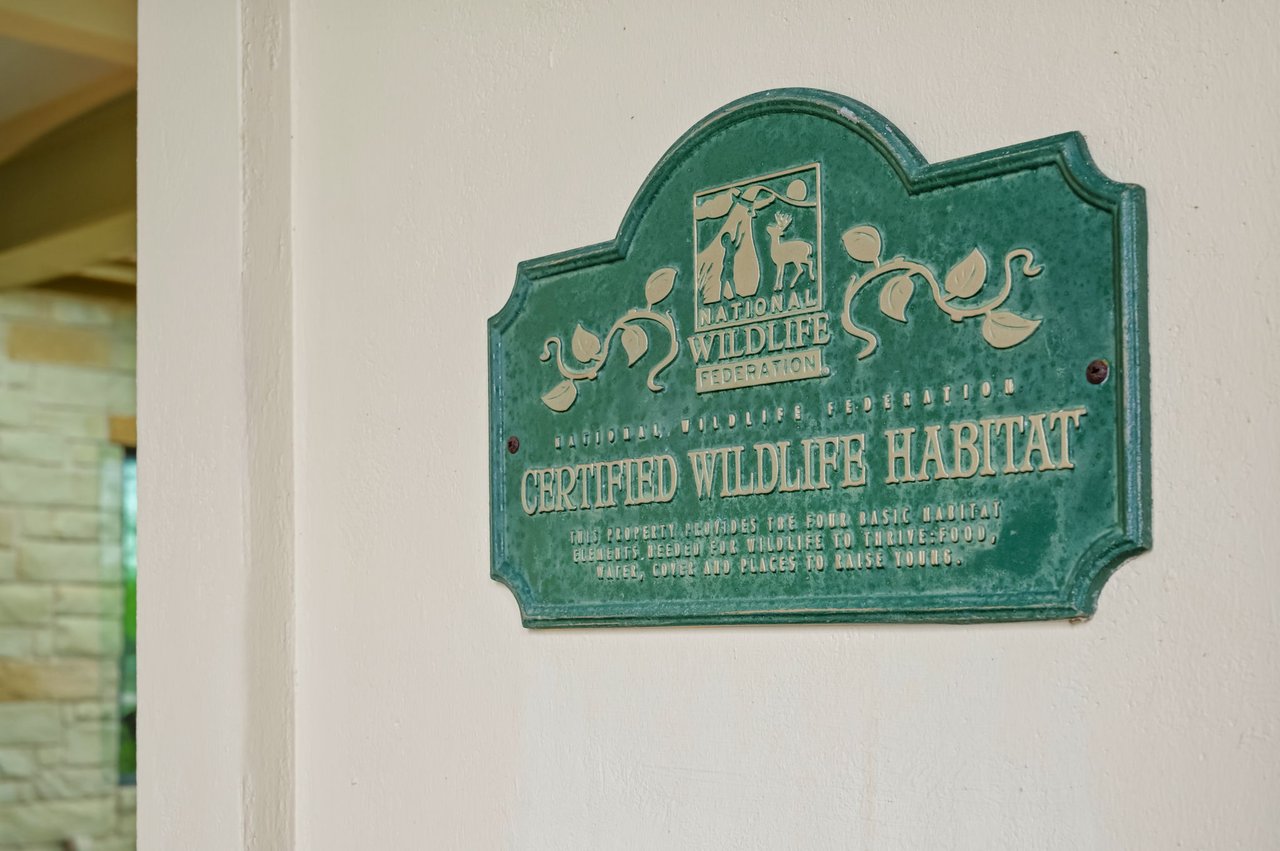 NATIONAL
WILDLIFE
FEDERATION
NATIONAL WILDLIFE FEDERATION
CERTIFIED WILDLIFE HABITAT
THIS PROPERTY PROVIDES THE FOUR BASIC HABITAT
ELEMENTS NEEDED FOR WILDLIFE TO THRIVE: FOOD,
WATER, COVER AND PLACES TO RAISE YOUNG.